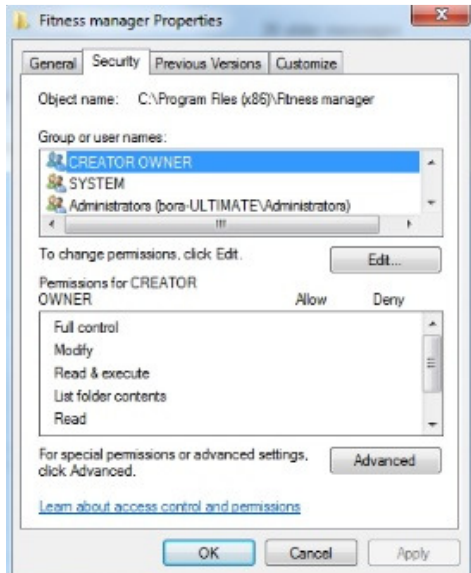 Fitness manager Properties
General Security Previous Versions Customize
Object name: C:\Program Files (x86)\Fitness manager
Group or user names:
CREATOR OWNER
SYSTEM
Administrators (bora-ULTIMATE\Administrators)
To change permissions, click Edit.
Edit...
Permissions for CREATOR
OWNER Allow Deny
Full control
Modify
Read & execute
List folder contents
Read
For special permissions or advanced settings,
click Advanced.
Advanced
Learn about access control and permissions
OK Cancel Apply